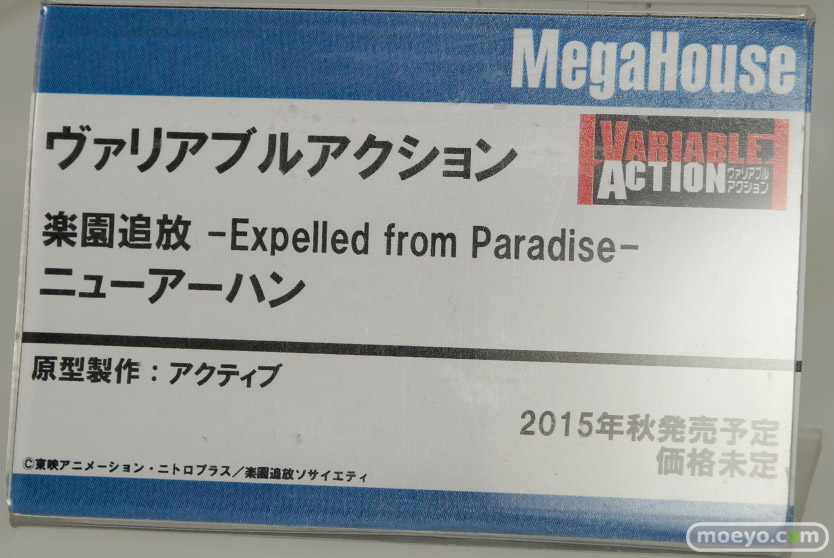 MegaHouse
ヴァリアブルアクション
VARIABLE
ACTION
ヴァリアブル
アクション
楽園追放 -Expelled from Paradise-
ニューアーハン
原型製作：アクティブ
2015年秋発売予定
価格未定
©東映アニメーション・ニトロプラス／楽園追放ソサイエティ
moeyo.com